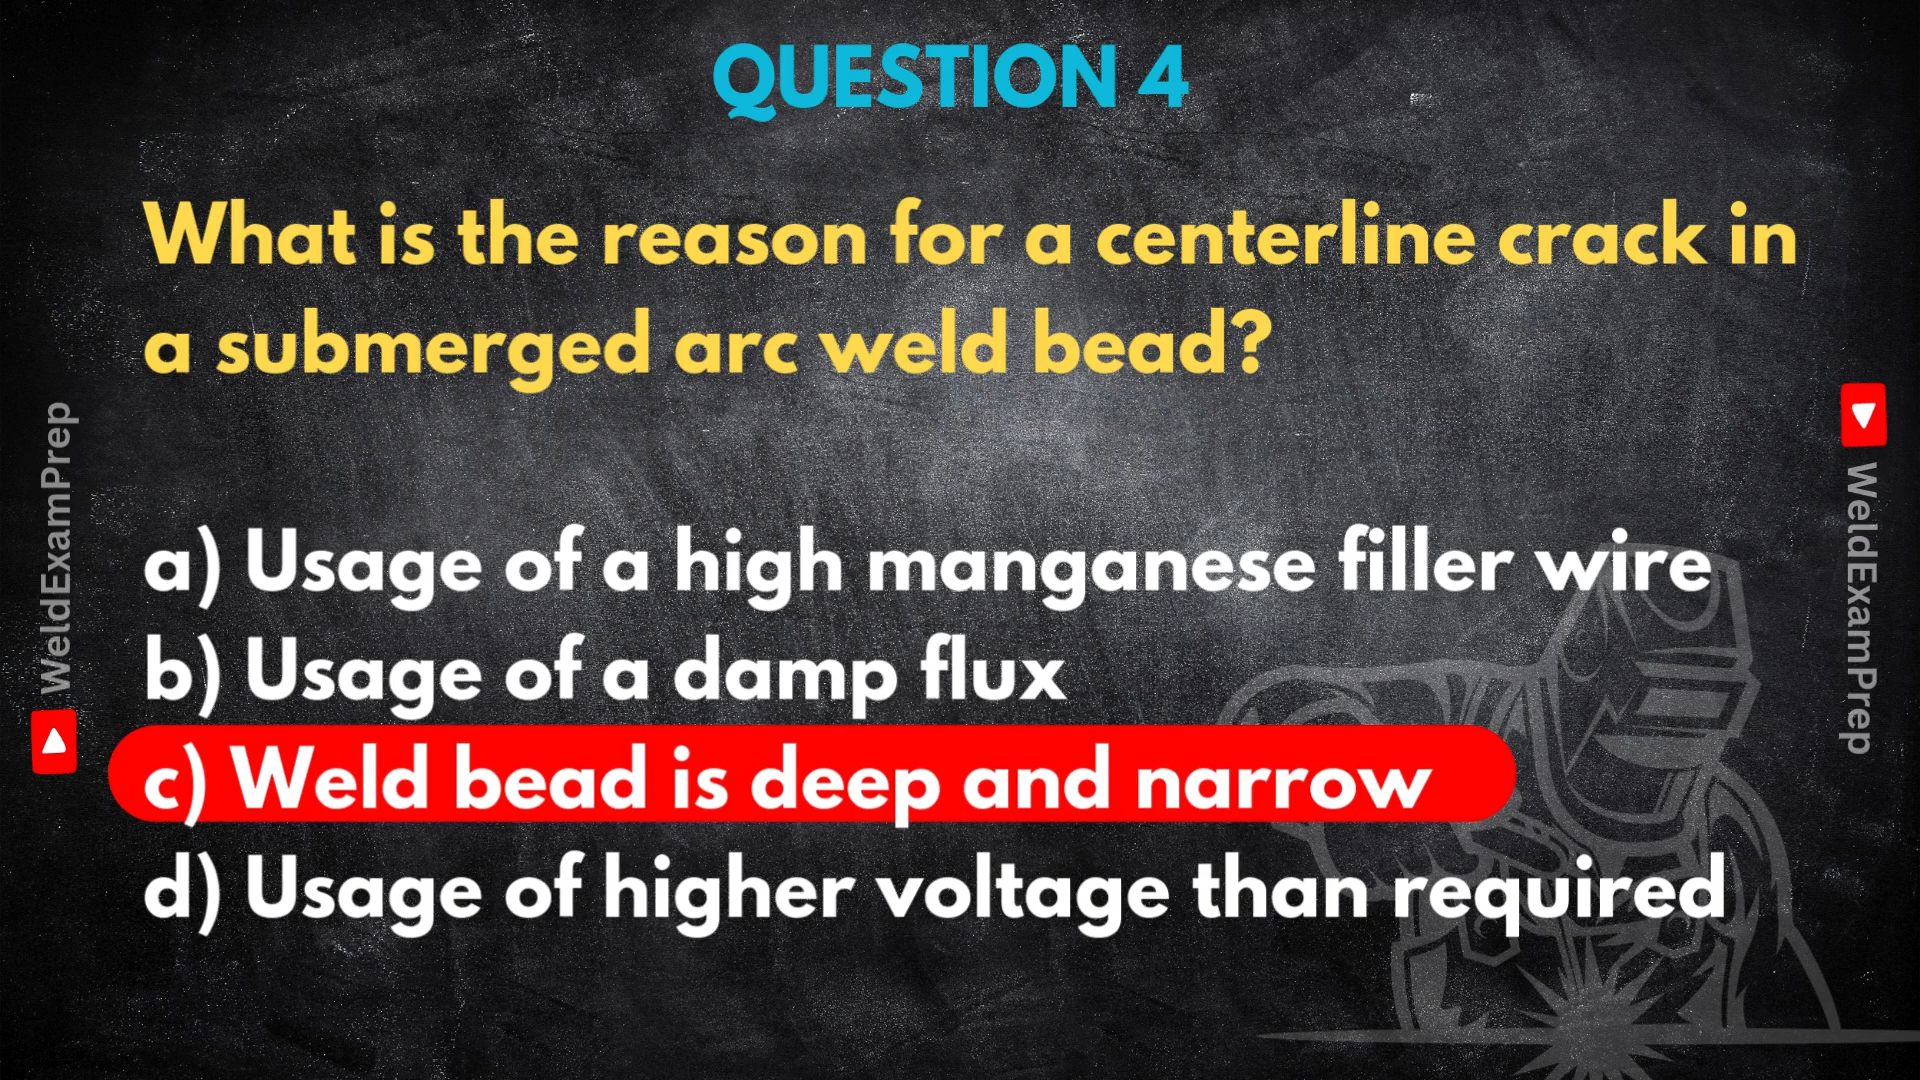 QUESTION 4
What is the reason for a centerline crack in
a submerged arc weld bead?
a) Usage of a high manganese filler wire
b) Usage of a damp flux
c) Weld bead is deep and narrow
d) Usage of higher voltage than required
WeldExamPrep
WeldExamPrep